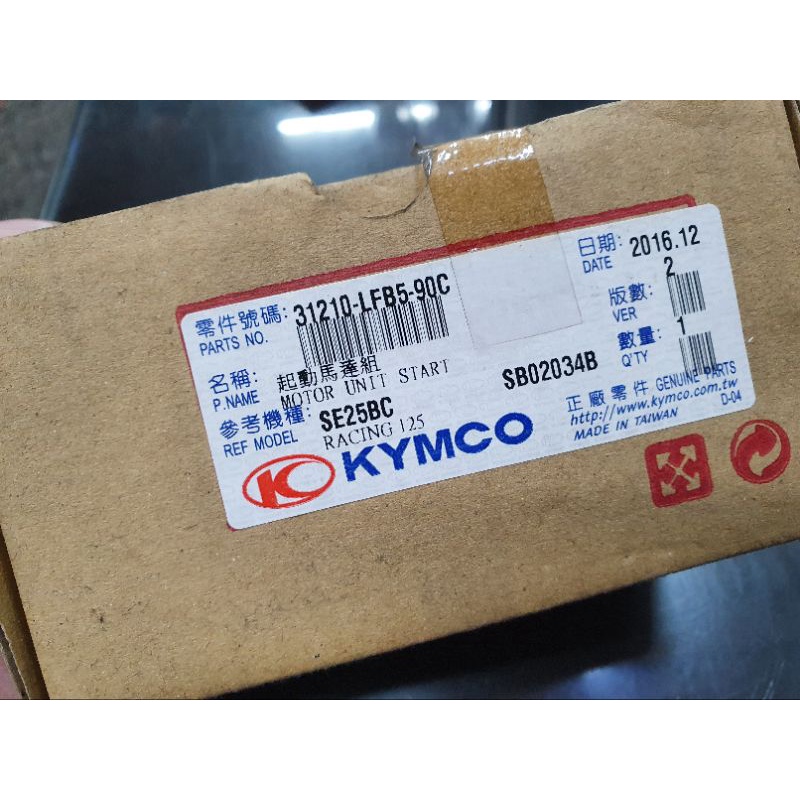 零件號碼: 31210-LFB5-90C
PARTS NO.
日期: 2016.12
DATE
版數: 2
VER
名稱: 起動馬達組
P.NAME MOTOR UNIT START
數量: 1
Q'TY
參考機種: SE25BC
REF MODEL RACING 125
SB02034B
正廠零件 GENUINE PARTS
http://www.kymco.com.tw
MADE IN TAIWAN D-04
KYMCO